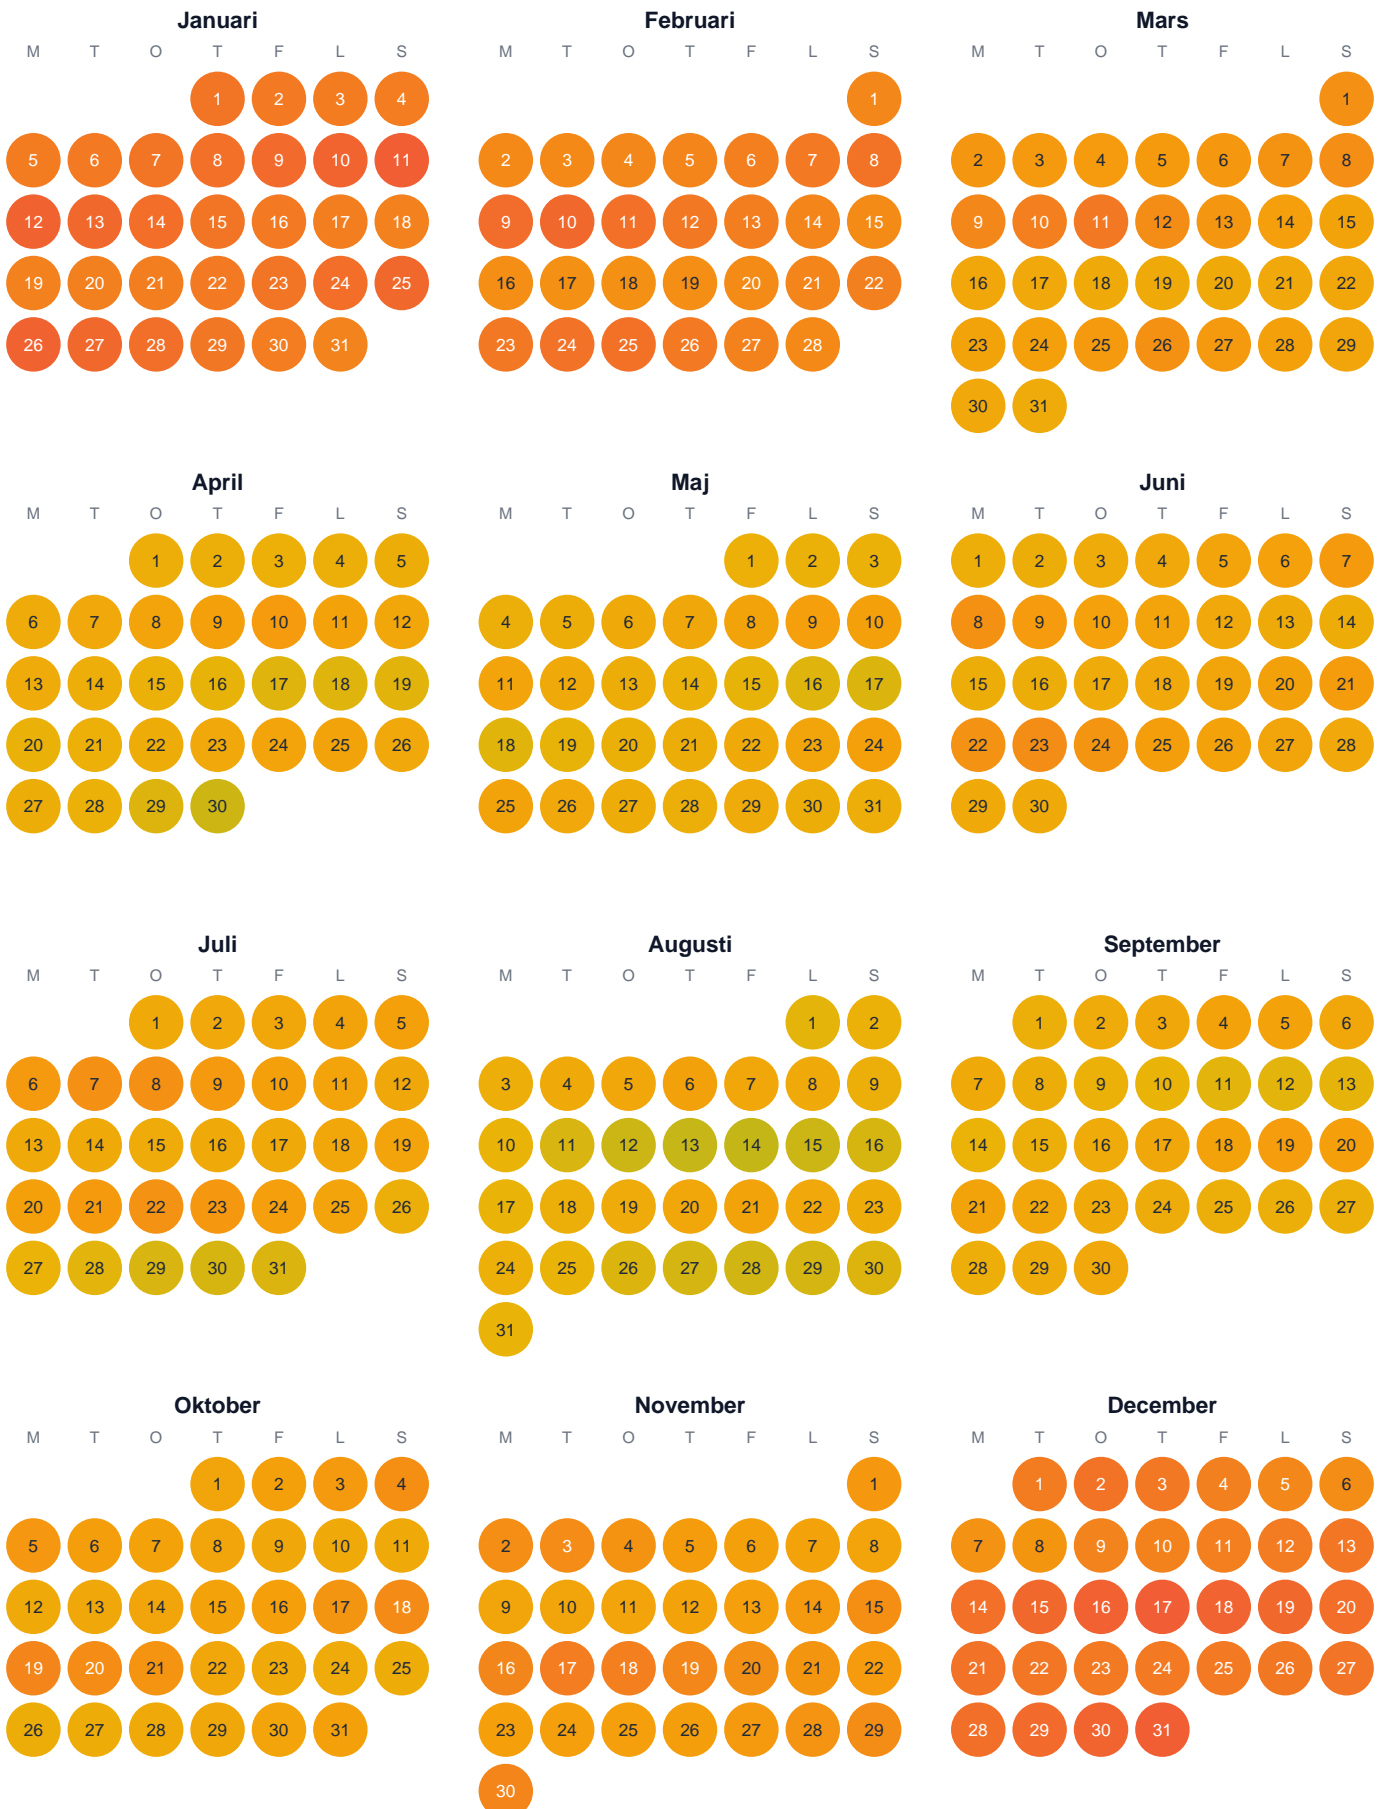 Januari Februari Mars
M T O T F L S M T O T F L S M T O T F L S
1 2 3 4 1 1
5 6 7 8 9 10 11 2 3 4 5 6 7 8 2 3 4 5 6 7 8
12 13 14 15 16 17 18 9 10 11 12 13 14 15 9 10 11 12 13 14 15
19 20 21 22 23 24 25 16 17 18 19 20 21 22 16 17 18 19 20 21 22
26 27 28 29 30 31 23 24 25 26 27 28 23 24 25 26 27 28 29
30 31
April Maj Juni
M T O T F L S M T O T F L S M T O T F L S
1 2 3 4 5 1 2 3 1 2 3 4 5 6 7
6 7 8 9 10 11 12 4 5 6 7 8 9 10 8 9 10 11 12 13 14
13 14 15 16 17 18 19 11 12 13 14 15 16 17 15 16 17 18 19 20 21
20 21 22 23 24 25 26 18 19 20 21 22 23 24 22 23 24 25 26 27 28
27 28 29 30 25 26 27 28 29 30 31 29 30
Juli Augusti September
M T O T F L S M T O T F L S M T O T F L S
1 2 3 4 5 1 2 1 2 3 4 5 6
6 7 8 9 10 11 12 3 4 5 6 7 8 9 7 8 9 10 11 12 13
13 14 15 16 17 18 19 10 11 12 13 14 15 16 14 15 16 17 18 19 20
20 21 22 23 24 25 26 17 18 19 20 21 22 23 21 22 23 24 25 26 27
27 28 29 30 31 24 25 26 27 28 29 30 28 29 30
31
Oktober November December
M T O T F L S M T O T F L S M T O T F L S
1 2 3 4 1 1 2 3 4 5 6
5 6 7 8 9 10 11 2 3 4 5 6 7 8 7 8 9 10 11 12 13
12 13 14 15 16 17 18 9 10 11 12 13 14 15 14 15 16 17 18 19 20
19 20 21 22 23 24 25 16 17 18 19 20 21 22 21 22 23 24 25 26 27
26 27 28 29 30 31 23 24 25 26 27 28 29 28 29 30 31
30